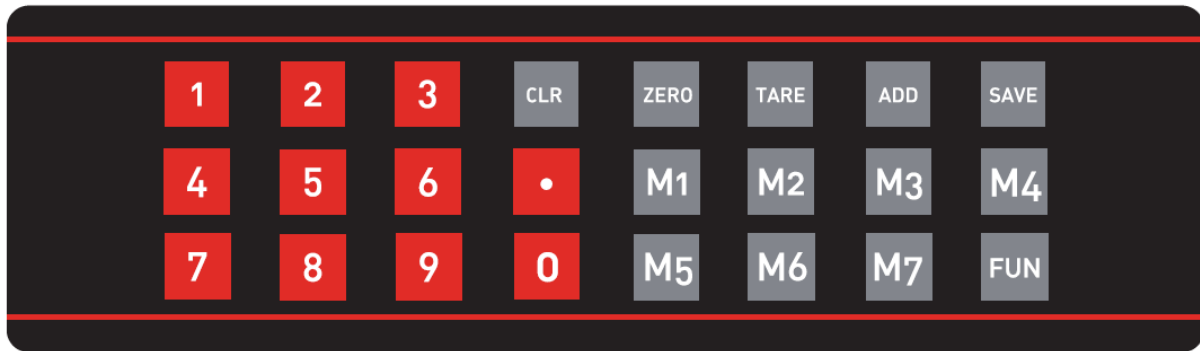 1 2 3 CLR ZERO TARE ADD SAVE
4 5 6 • M1 M2 M3 M4
7 8 9 0 M5 M6 M7 FUN